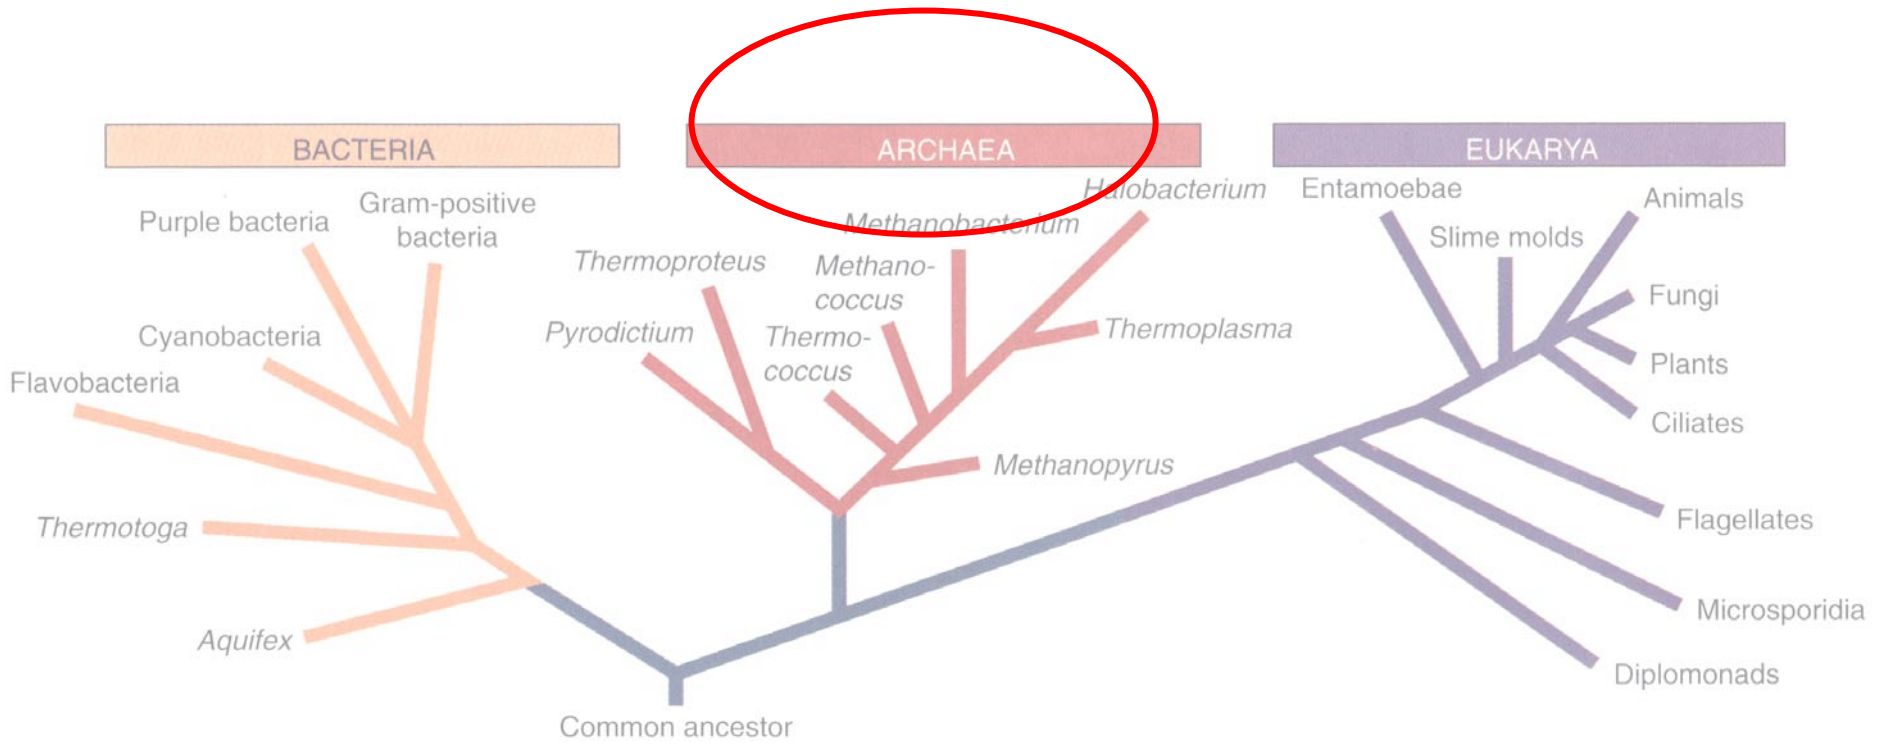 BACTERIA
ARCHAEA
EUKARYA
Purple bacteria
Gram-positive
bacteria
Cyanobacteria
Flavobacteria
Thermotoga
Aquifex
Thermoproteus
Pyrodictium
Methano-
coccus
Thermo-
coccus
Methanobacterium
Halobacterium
Thermoplasma
Methanopyrus
Entamoebae
Slime molds
Animals
Fungi
Plants
Ciliates
Flagellates
Microsporidia
Diplomonads
Common ancestor